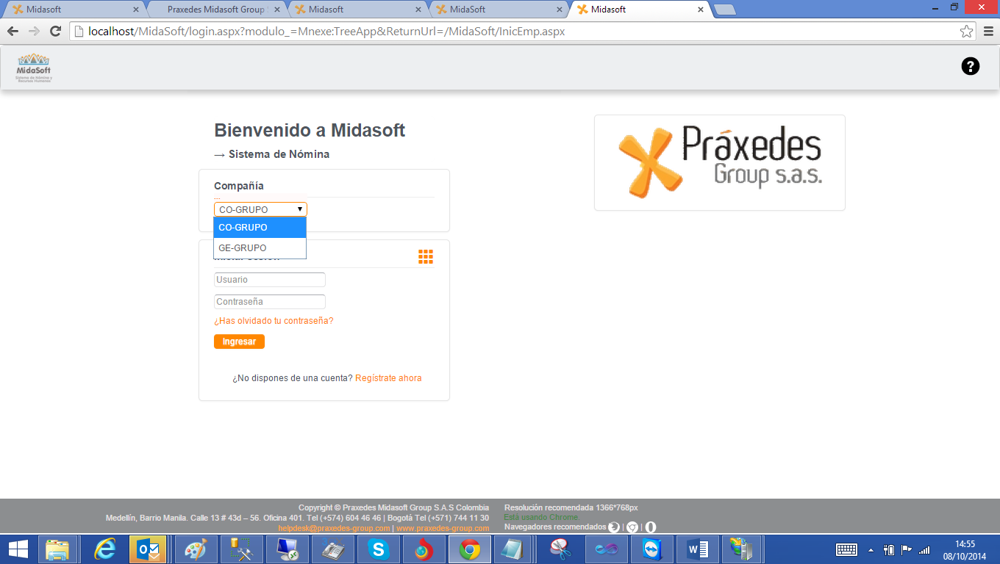 Midasoft
Praxedes Midasoft Group
Midasoft
MidaSoft
Midasoft
localhost/MidaSoft/login.aspx?modulo_=Mnexe:TreeApp&ReturnUrl=/MidaSoft/InicEmp.aspx
MidaSoft
Sistema de Nómina y
Recursos Humanos
?
Bienvenido a Midasoft
→ Sistema de Nómina
Compañía
...
CO-GRUPO
CO-GRUPO
GE-GRUPO
Usuario
Contraseña
¿Has olvidado tu contraseña?
Ingresar
¿No dispones de una cuenta? Regístrate ahora
Práxedes
Group s.a.s.
Copyright © Praxedes Midasoft Group S.A.S Colombia
Medellín, Barrio Manila. Calle 13 # 43d – 56. Oficina 401. Tel (+574) 604 46 46 | Bogotá Tel (+571) 744 11 30
helpdesk@praxedes-group.com | www.praxedes-group.com
Resolución recomendada 1366*768px
Está usando Chrome
Navegadores recomendados | |
14:55
08/10/2014